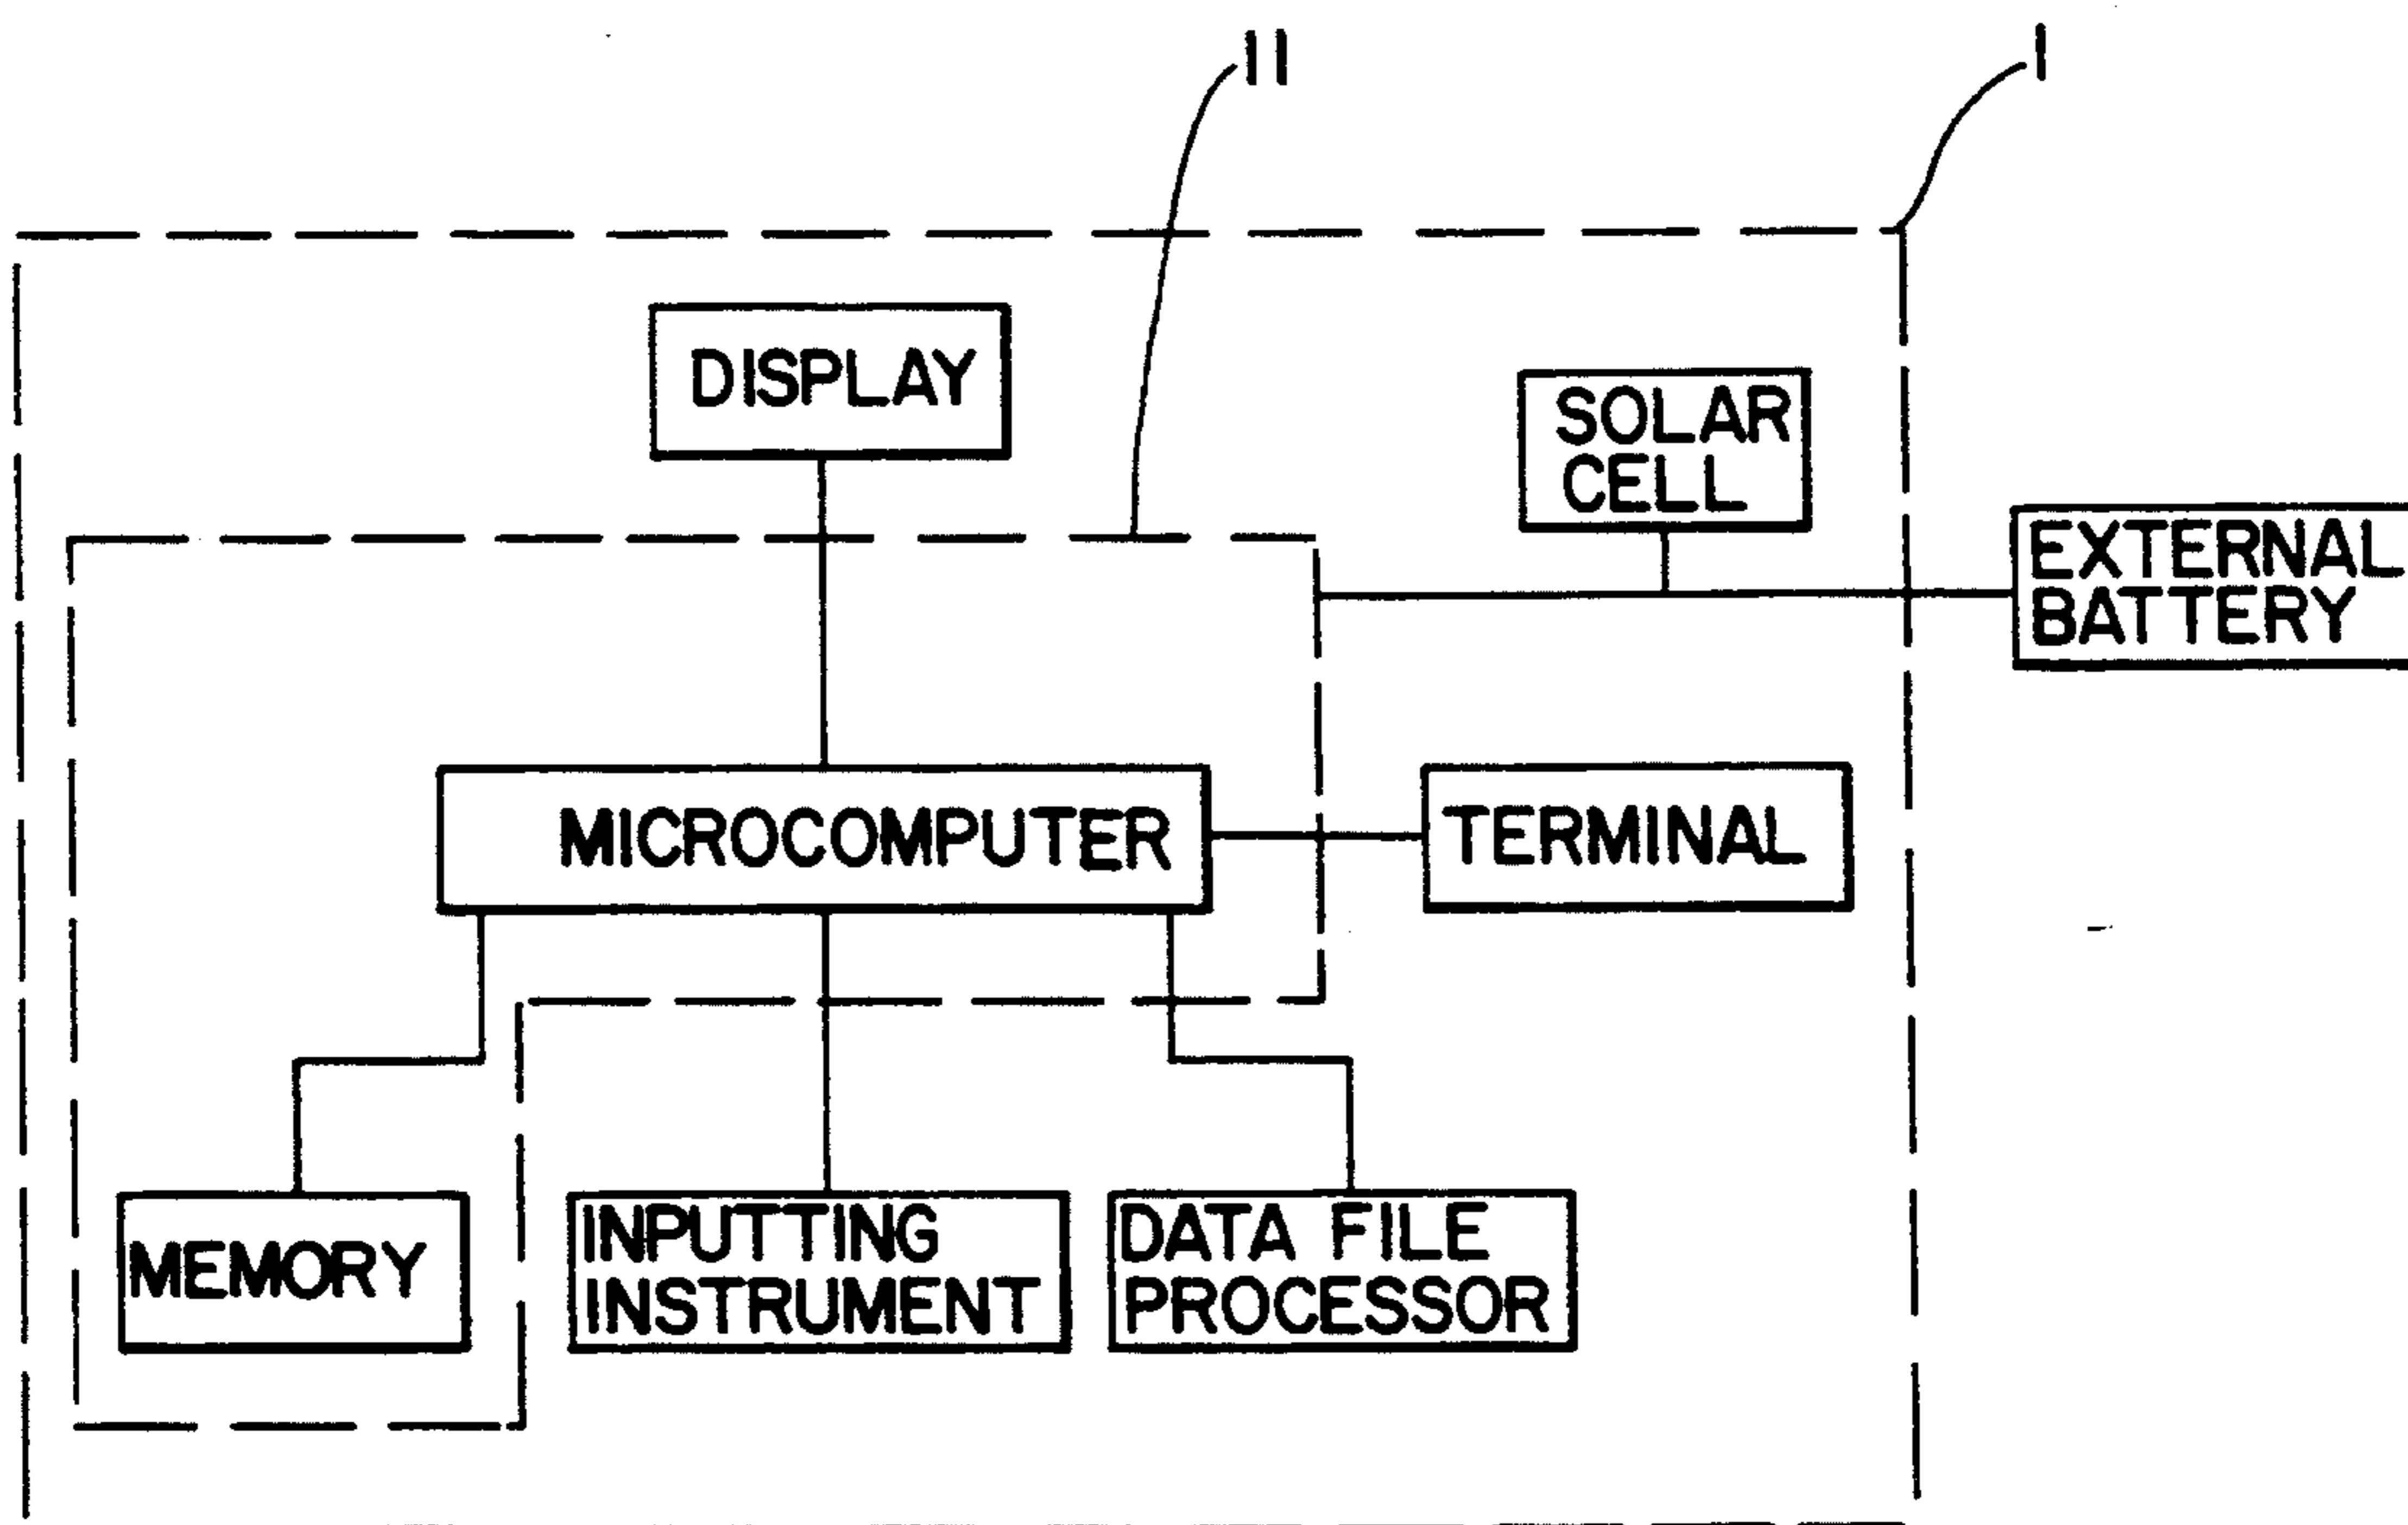 11
1
DISPLAY
SOLAR
CELL
EXTERNAL
BATTERY
MICROCOMPUTER
TERMINAL
MEMORY
INPUTTING
INSTRUMENT
DATA FILE
PROCESSOR